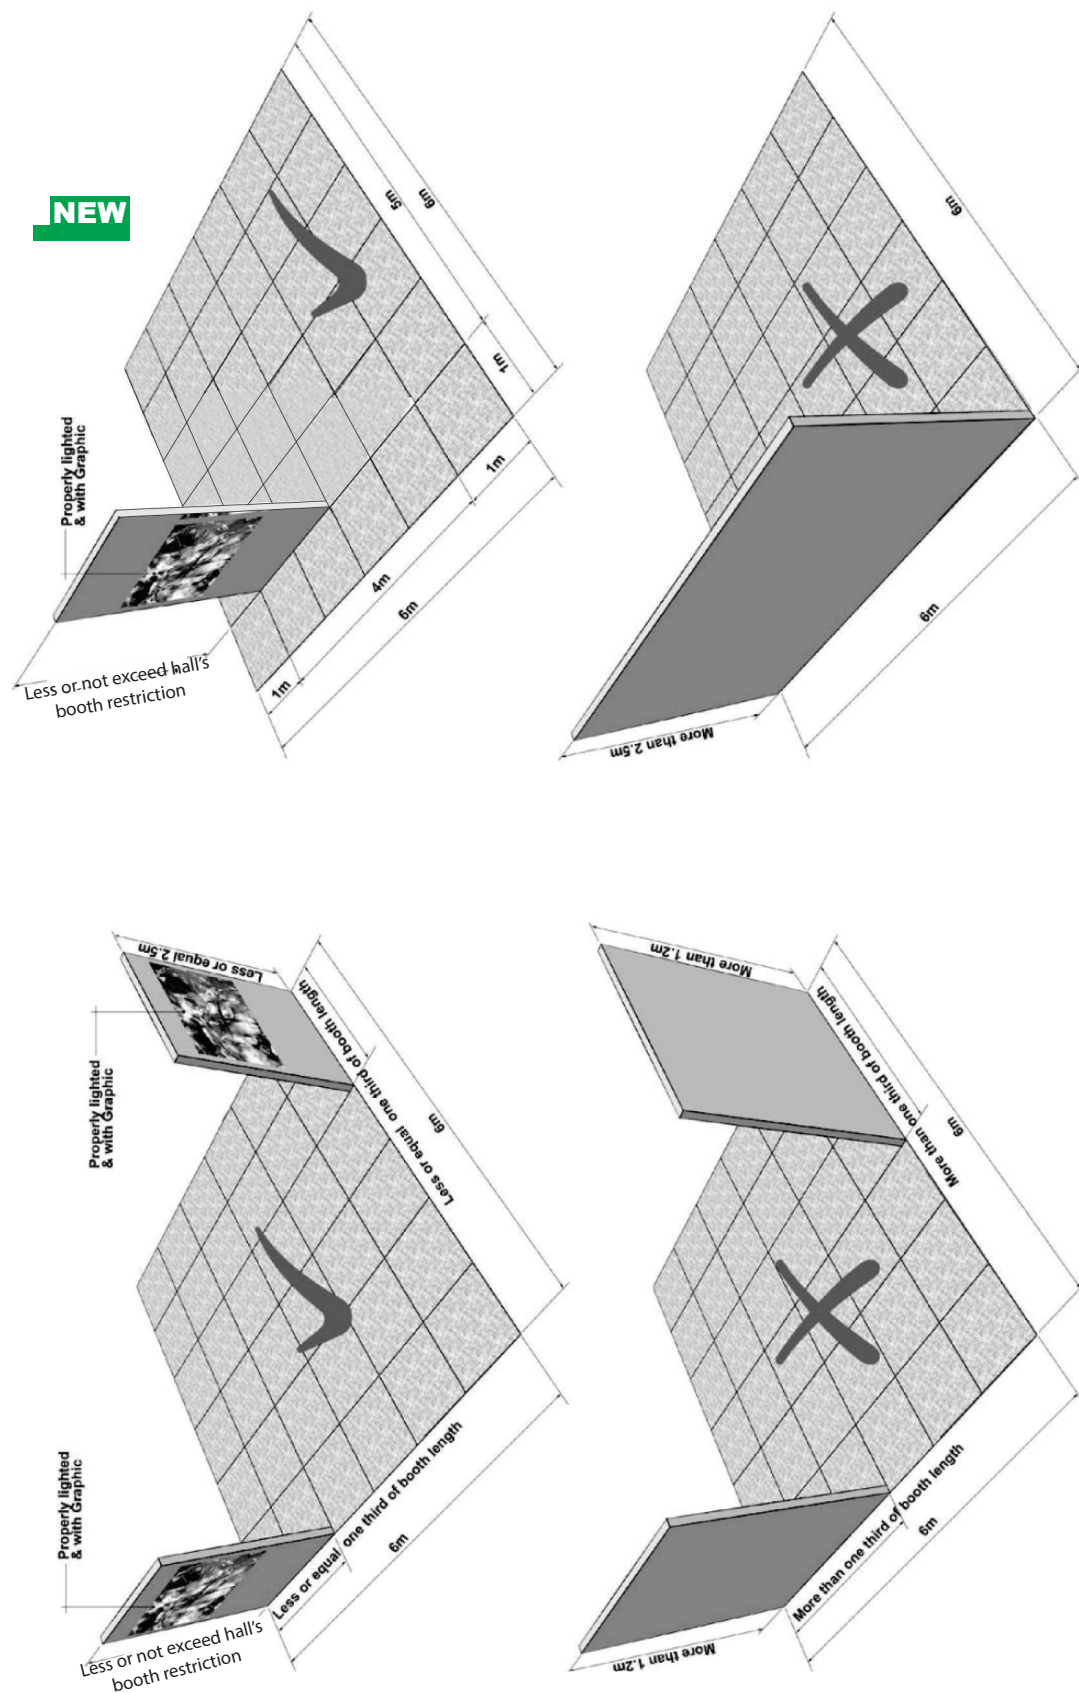 NEW
Properly lighted
& with Graphic
5m
6m
1m
1m
4m
6m
1m
Less or not exceed hall's
booth restriction
6m
6m
More than 2.5m
Properly lighted
& with Graphic
Less or equal 2.5m
Less or equal one third of booth length
6m
Properly lighted
& with Graphic
Less or equal one third of booth length
6m
Less or not exceed hall's
booth restriction
More than 1.2m
More than one third of booth length
6m
More than one third of booth length
6m
More than 1.2m